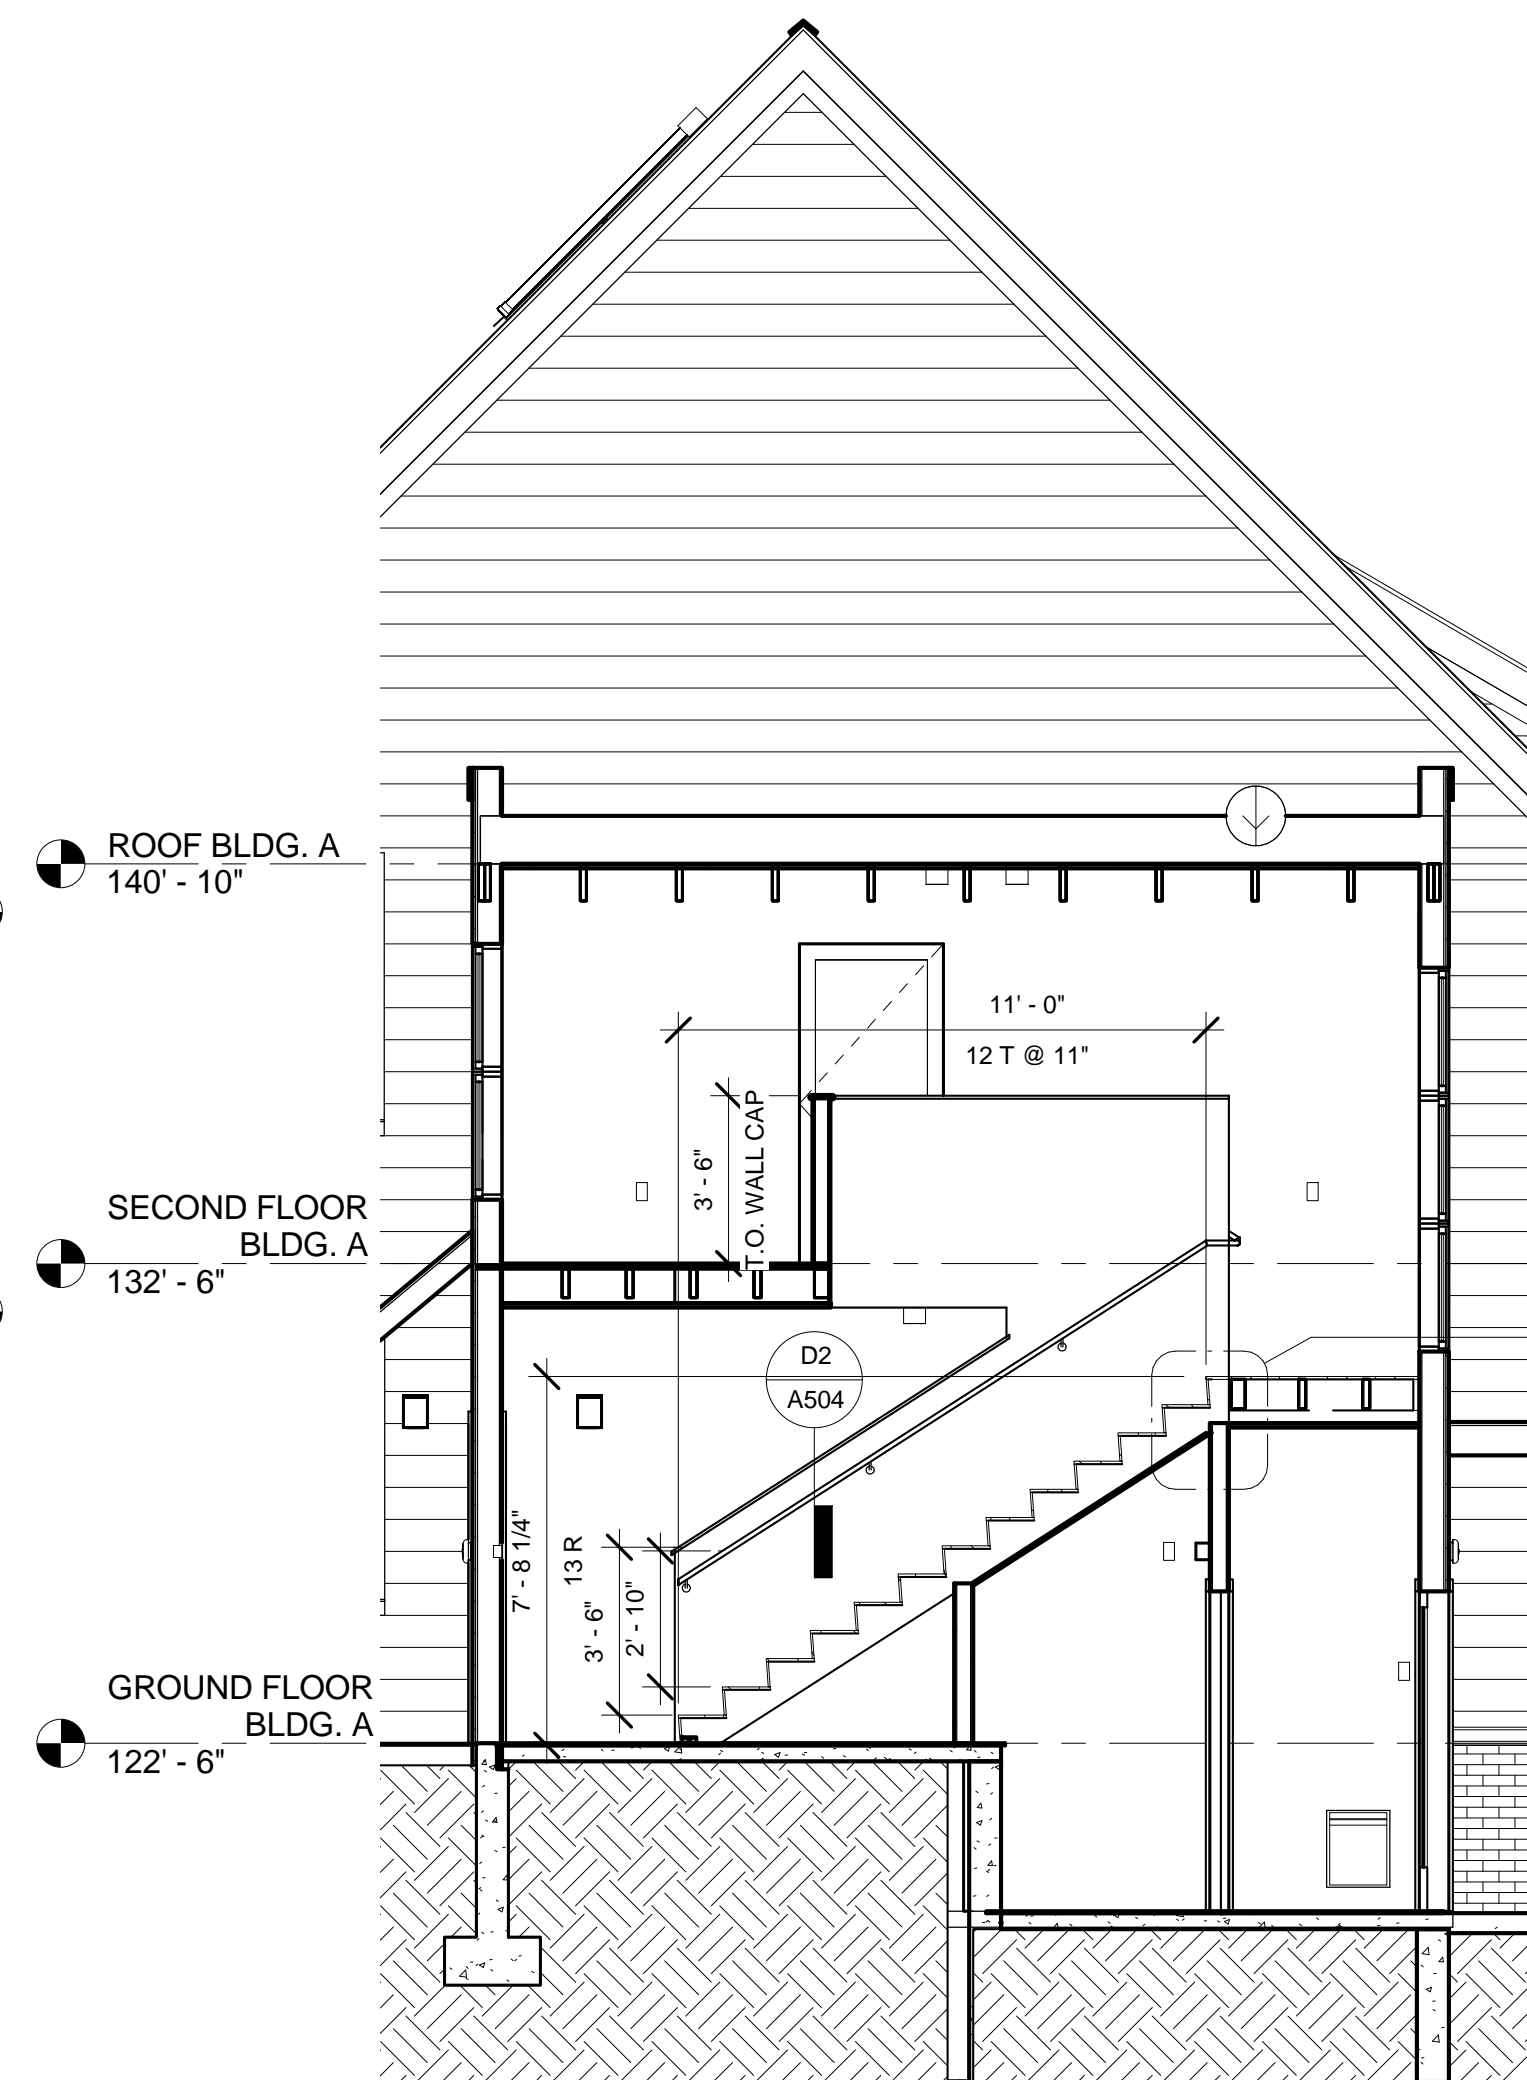 ROOF BLDG. A
140' - 10"
11' - 0"
12 T @ 11"
3' - 6"
T.O. WALL CAP
SECOND FLOOR
BLDG. A
132' - 6"
D2
A504
7' - 8 1/4"
13 R
3' - 6"
2' - 10"
GROUND FLOOR
BLDG. A
122' - 6"